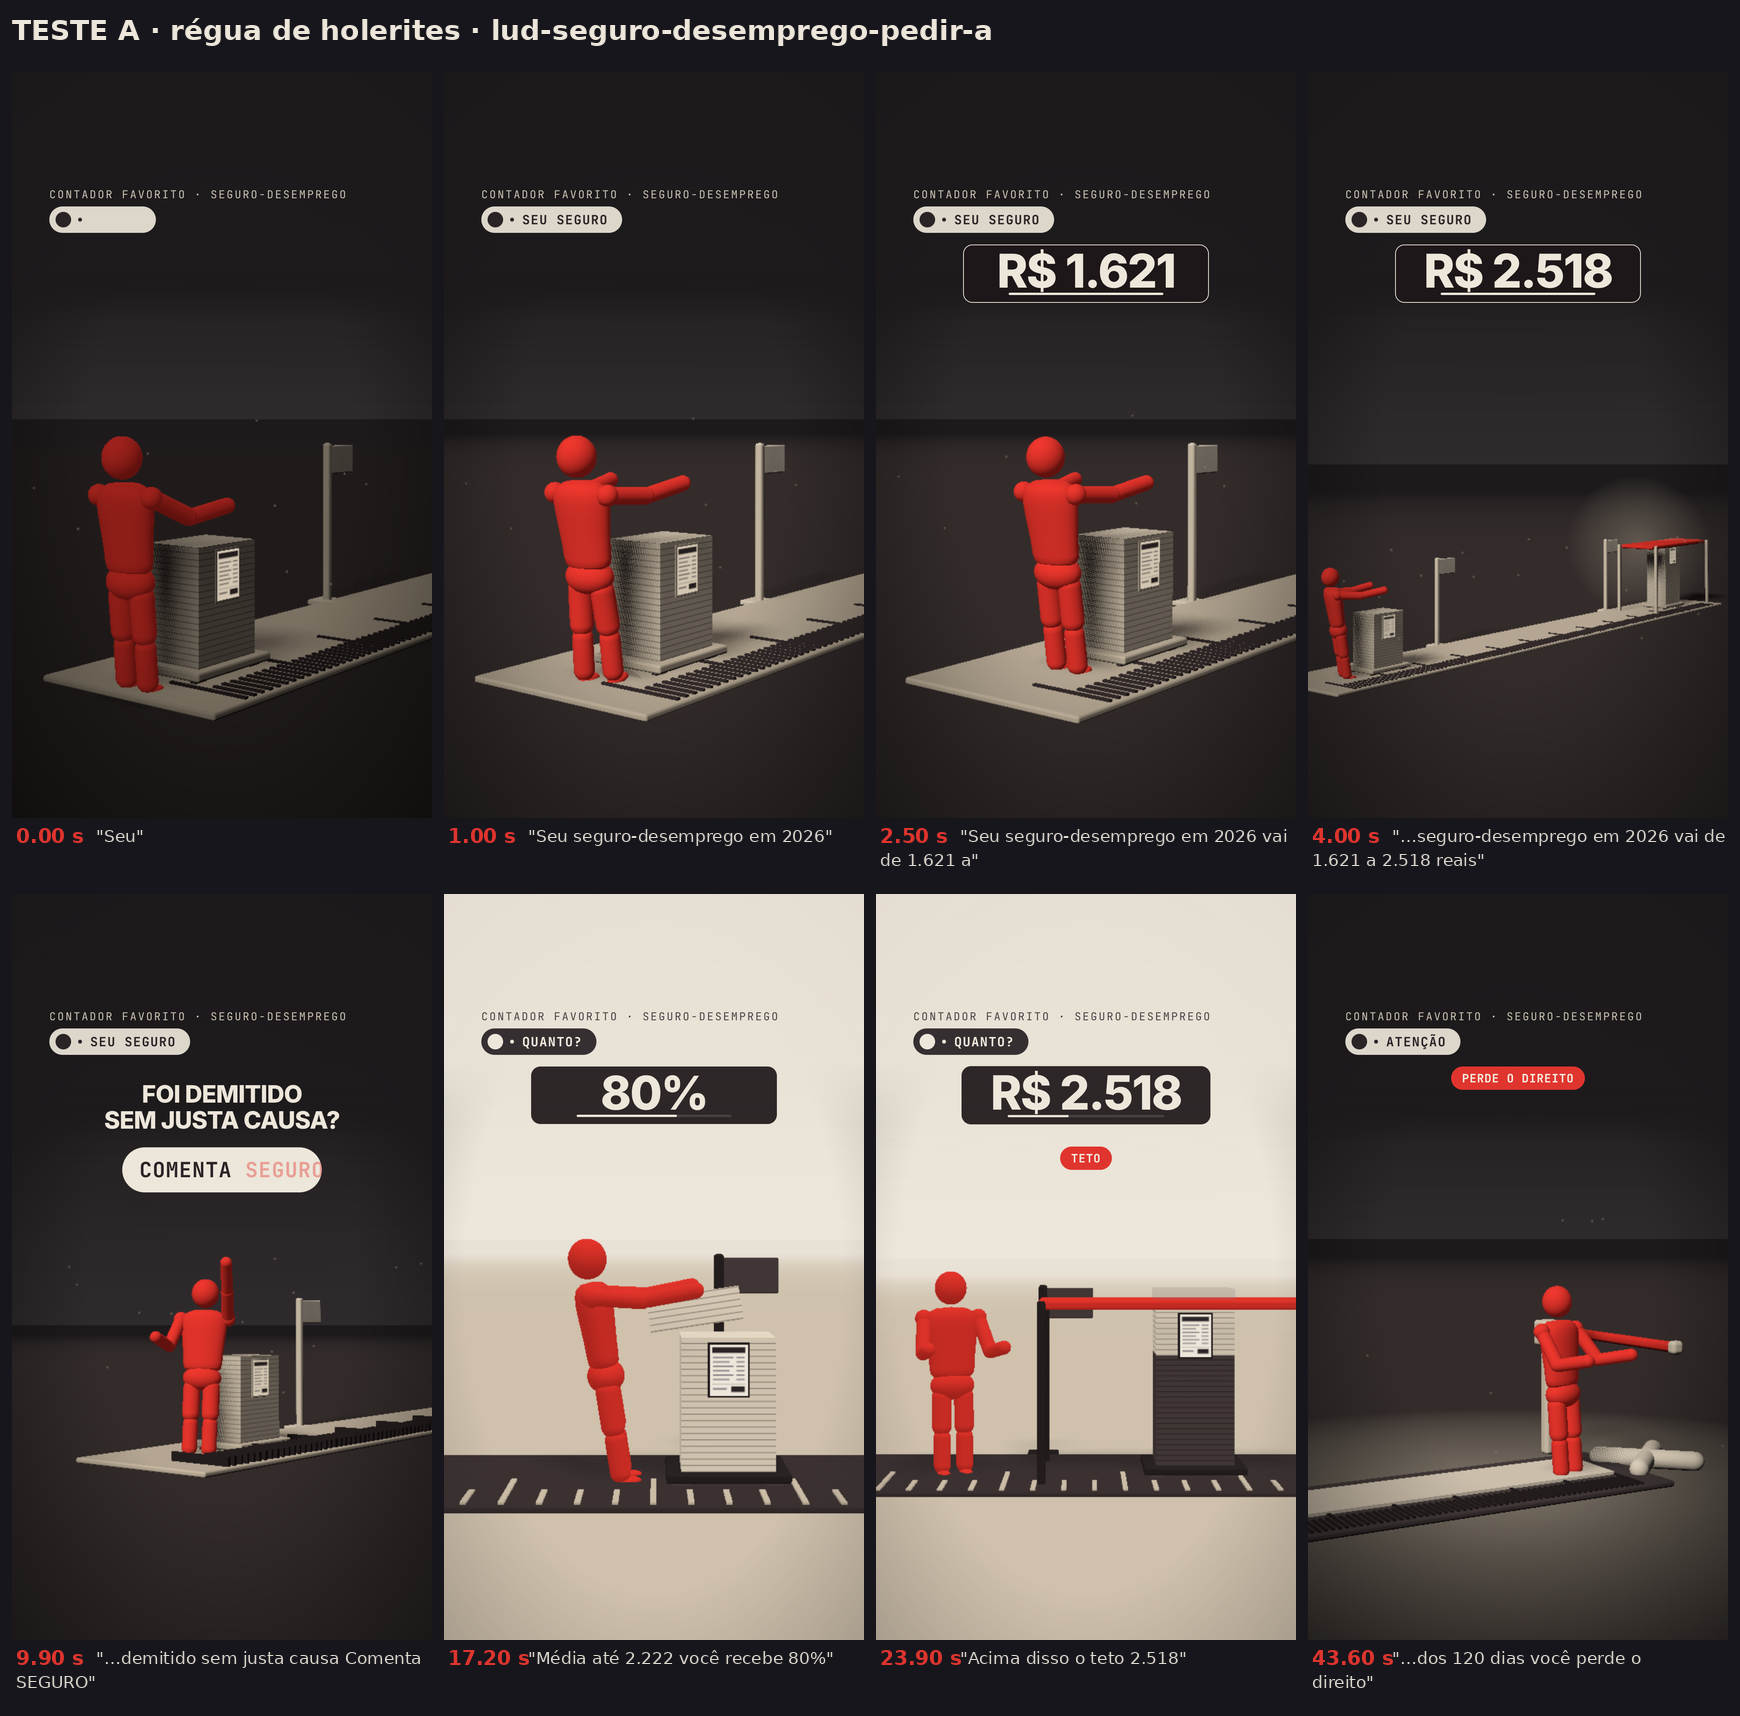 TESTE A · régua de holerites · lud-seguro-desemprego-pedir-a
CONTADOR FAVORITO · SEGURO-DESEMPREGO
•
0.00 s "Seu"
CONTADOR FAVORITO · SEGURO-DESEMPREGO
• SEU SEGURO
1.00 s "Seu seguro-desemprego em 2026"
CONTADOR FAVORITO · SEGURO-DESEMPREGO
• SEU SEGURO
R$ 1.621
2.50 s "Seu seguro-desemprego em 2026 vai
de 1.621 a"
CONTADOR FAVORITO · SEGURO-DESEMPREGO
• SEU SEGURO
R$ 2.518
4.00 s "...seguro-desemprego em 2026 vai de
1.621 a 2.518 reais"
CONTADOR FAVORITO · SEGURO-DESEMPREGO
• SEU SEGURO
FOI DEMITIDO
SEM JUSTA CAUSA?
COMENTA SEGURO
9.90 s "...demitido sem justa causa Comenta
SEGURO"
CONTADOR FAVORITO · SEGURO-DESEMPREGO
• QUANTO?
80%
17.20 s "Média até 2.222 você recebe 80%"
CONTADOR FAVORITO · SEGURO-DESEMPREGO
• QUANTO?
R$ 2.518
TETO
23.90 s "Acima disso o teto 2.518"
CONTADOR FAVORITO · SEGURO-DESEMPREGO
• ATENÇÃO
PERDE O DIREITO
43.60 s "...dos 120 dias você perde o
direito"